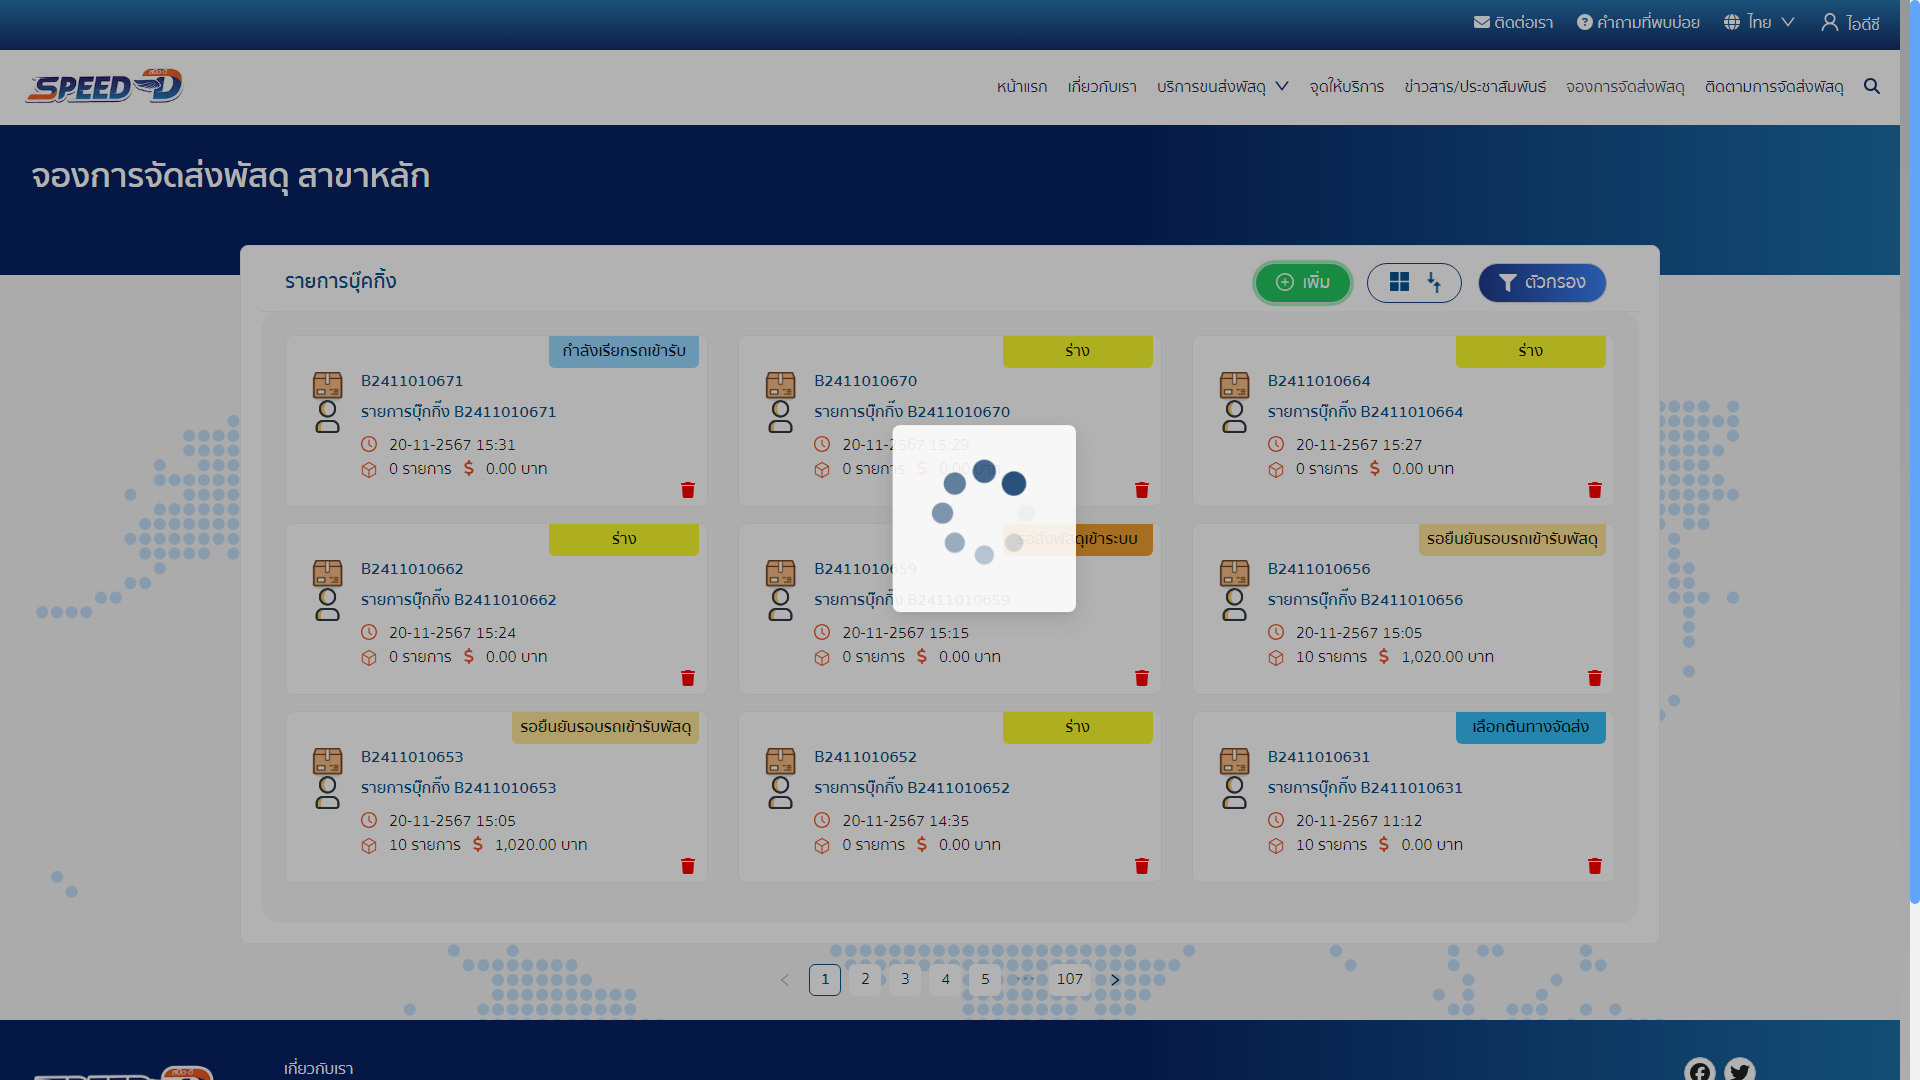 ติดต่อเรา คำถามที่พบบ่อย ไทย ไอดีซี
SPEED-D หน้าแรก เกี่ยวกับเรา บริการขนส่งพัสดุ จุดให้บริการ ข่าวสาร/ประชาสัมพันธ์ จองการจัดส่งพัสดุ ติดตามการจัดส่งพัสดุ
จองการจัดส่งพัสดุ สาขาหลัก
รายการบุ๊คกิ้ง เพิ่ม ตัวกรอง
กำลังเรียกรถเข้ารับ
B2411010671
รายการบุ๊กกิ๊ง B2411010671
20-11-2567 15:31
0 รายการ $ 0.00 บาท
ร่าง
B2411010670
รายการบุ๊กกิ๊ง B2411010670
20-11-2567 15:29
0 รายการ $ 0.00 บาท
ร่าง
B2411010664
รายการบุ๊กกิ๊ง B2411010664
20-11-2567 15:27
0 รายการ $ 0.00 บาท
ร่าง
B2411010662
รายการบุ๊กกิ๊ง B2411010662
20-11-2567 15:24
0 รายการ $ 0.00 บาท
รอส่งพัสดุเข้าระบบ
B2411010659
รายการบุ๊กกิ๊ง B2411010659
20-11-2567 15:15
0 รายการ $ 0.00 บาท
รอยืนยันรอบรถเข้ารับพัสดุ
B2411010656
รายการบุ๊กกิ๊ง B2411010656
20-11-2567 15:05
10 รายการ $ 1,020.00 บาท
รอยืนยันรอบรถเข้ารับพัสดุ
B2411010653
รายการบุ๊กกิ๊ง B2411010653
20-11-2567 15:05
10 รายการ $ 1,020.00 บาท
ร่าง
B2411010652
รายการบุ๊กกิ๊ง B2411010652
20-11-2567 14:35
0 รายการ $ 0.00 บาท
เลือกต้นทางจัดส่ง
B2411010631
รายการบุ๊กกิ๊ง B2411010631
20-11-2567 11:12
10 รายการ $ 0.00 บาท
1 2 3 4 5 ••• 107
เกี่ยวกับเรา